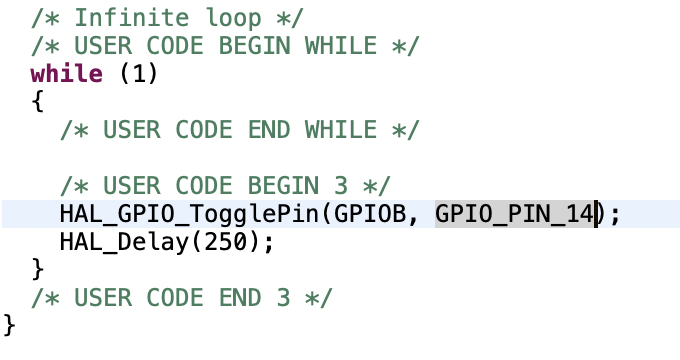 /* Infinite loop */
/* USER CODE BEGIN WHILE */
while (1)
{
/* USER CODE END WHILE */
/* USER CODE BEGIN 3 */
HAL_GPIO_TogglePin(GPIOB, GPIO_PIN_14);
HAL_Delay(250);
}
/* USER CODE END 3 */
}